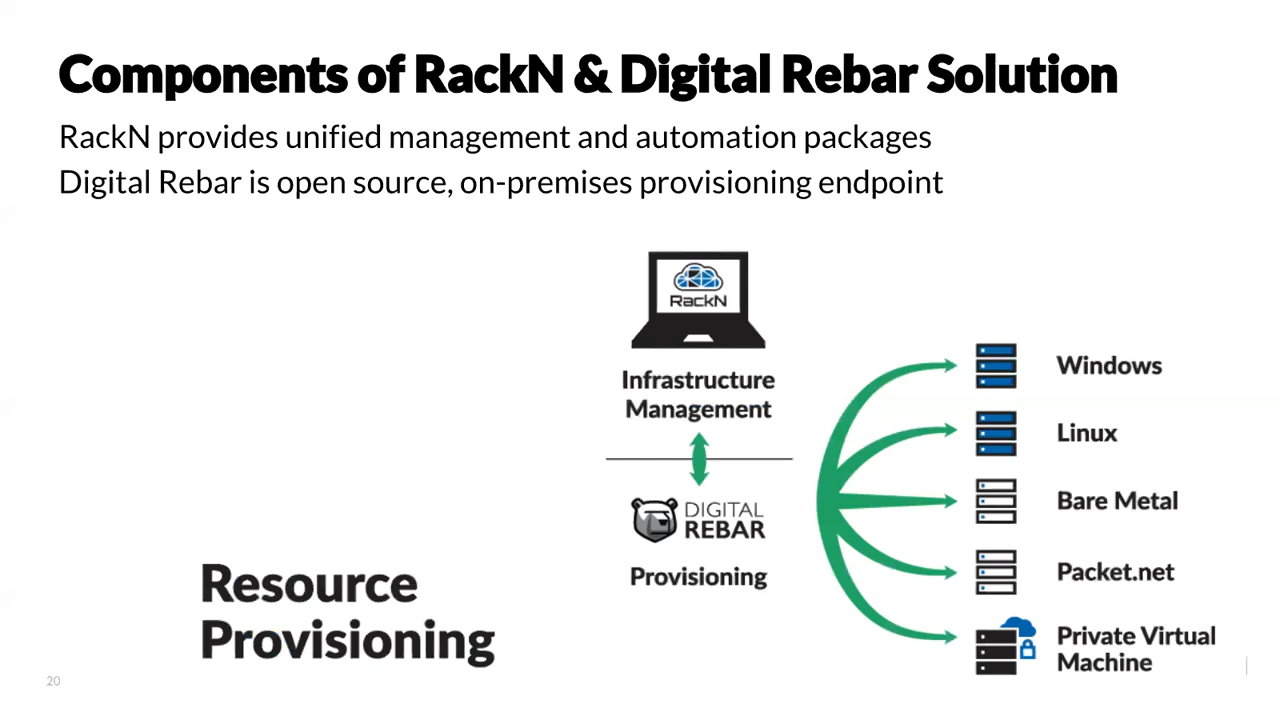 Components of RackN & Digital Rebar Solution
RackN provides unified management and automation packages
Digital Rebar is open source, on-premises provisioning endpoint
RackN
Infrastructure
Management
DIGITAL
REBAR
Provisioning
Windows
Linux
Bare Metal
Packet.net
Private Virtual
Machine
Resource
Provisioning
20